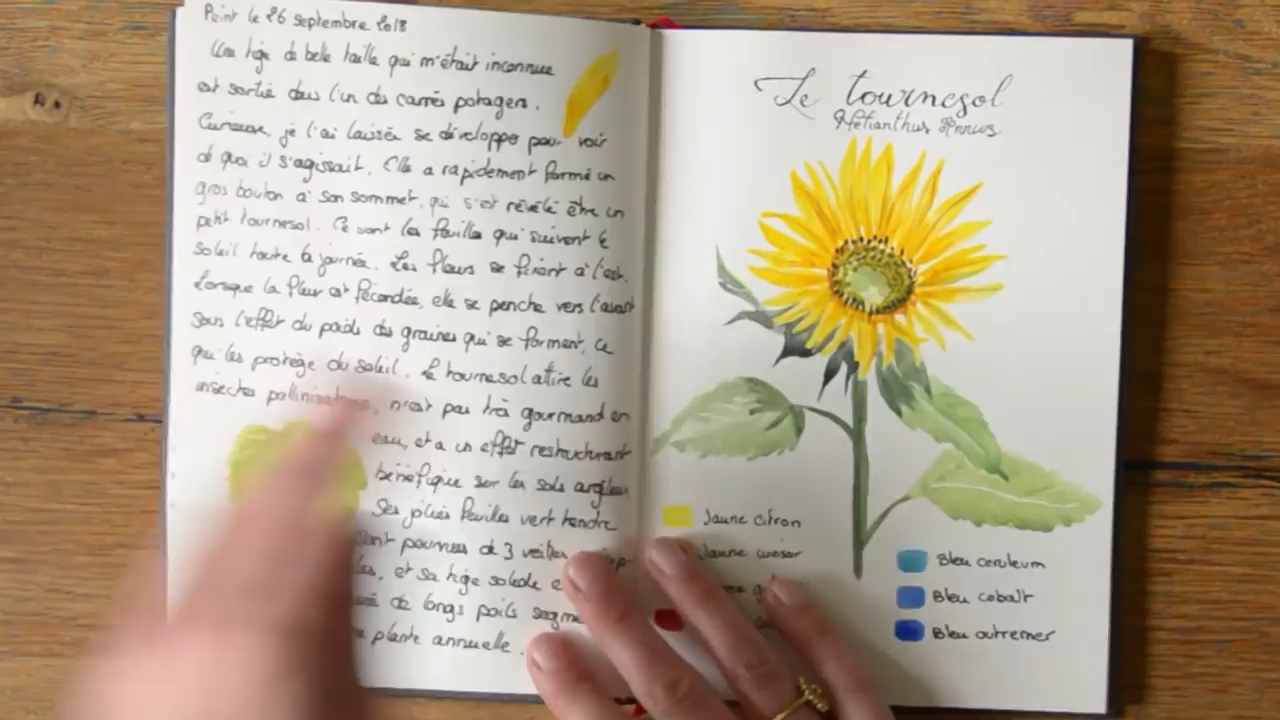 Peint le 26 septembre 2018
Une tige de belle taille qui m'était inconnue
est sortie dans l'un des carrés potagers.
Curieuse, je l'ai laissée se développer pour voir
de quoi il s'agissait. Elle a rapidement formé un
gros bouton à son sommet, qui s'est révélé être un
petit tournesol. Ce sont les feuilles qui suivent le
soleil toute la journée. Les fleurs se fixent à l'est.
Lorsque la fleur est fécondée, elle se penche vers l'avant
sous l'effet du poids des graines qui se forment, ce
qui les protège du soleil. Le tournesol attire les
insectes pollinisateurs, n'est pas très gourmand en
eau, et a un effet restructurant
bénéfique sur les sols argileux
Ses jolies feuilles vert tendre
sont pourvues de 3 veines
et sa tige solide
de longs poils
plante annuelle.
Le tournesol
Helianthus Annuus
Jaune citron
Jaune
Bleu ceruleum
Bleu cobalt
Bleu outremer